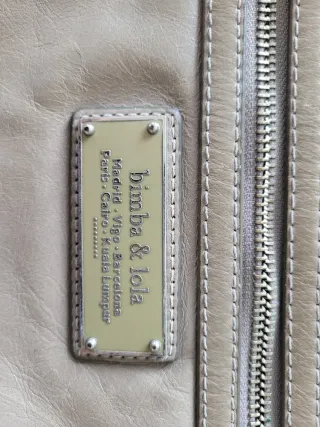 bimba & lola
Madrid · Vigo · Barcelona
Paris · Cairo · Kuala Lumpur